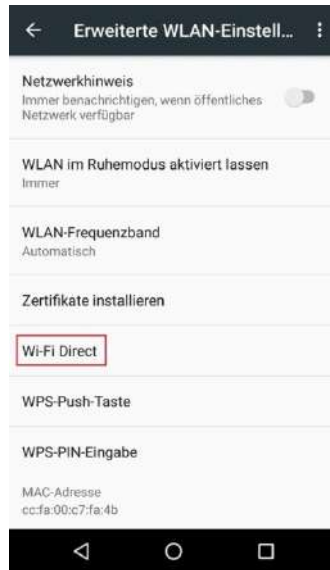 Erweiterte WLAN-Einstell...
Netzwerkhinweis
Immer benachrichtigen, wenn öffentliches
Netzwerk verfügbar
WLAN im Ruhemodus aktiviert lassen
Immer
WLAN-Frequenzband
Automatisch
Zertifikate installieren
Wi-Fi Direct
WPS-Push-Taste
WPS-PIN-Eingabe
MAC-Adresse
cc:fa:00:c7:fa:4b